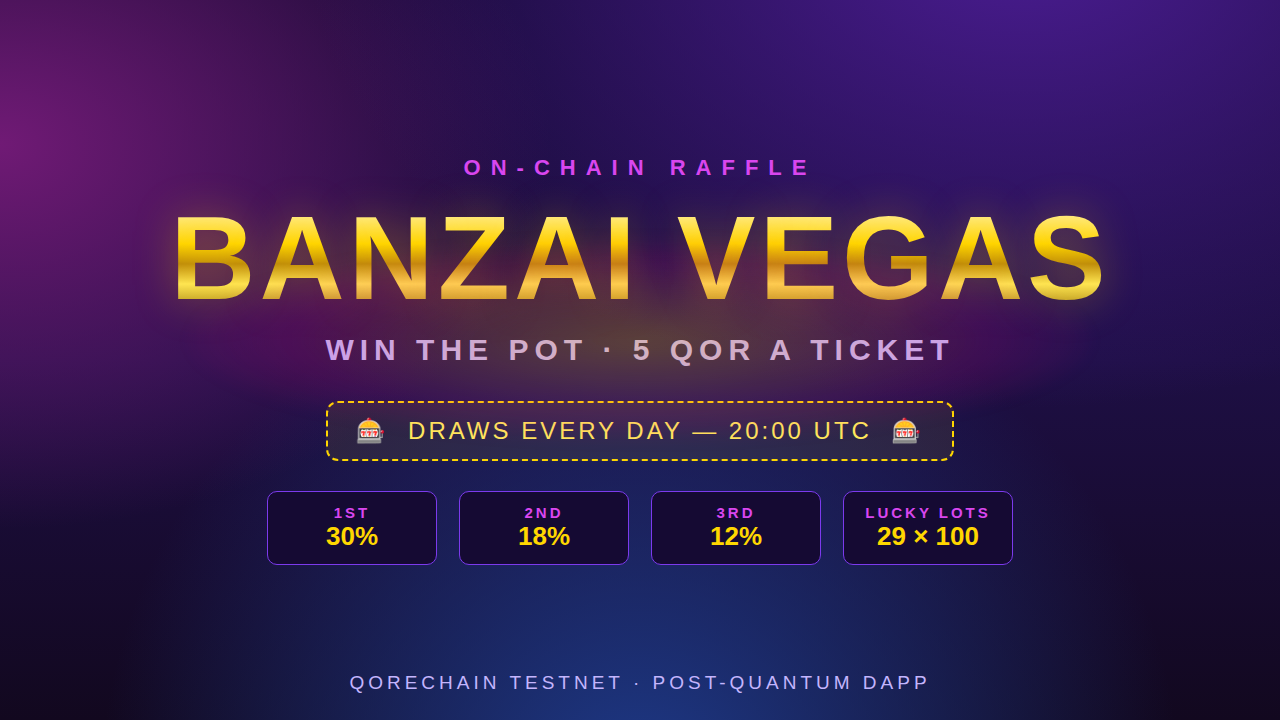 ON-CHAIN RAFFLE
BANZAI VEGAS
WIN THE POT · 5 QOR A TICKET
DRAWS EVERY DAY — 20:00 UTC
1ST
30%
2ND
18%
3RD
12%
LUCKY LOTS
29 × 100
QORECHAIN TESTNET · POST-QUANTUM DAPP